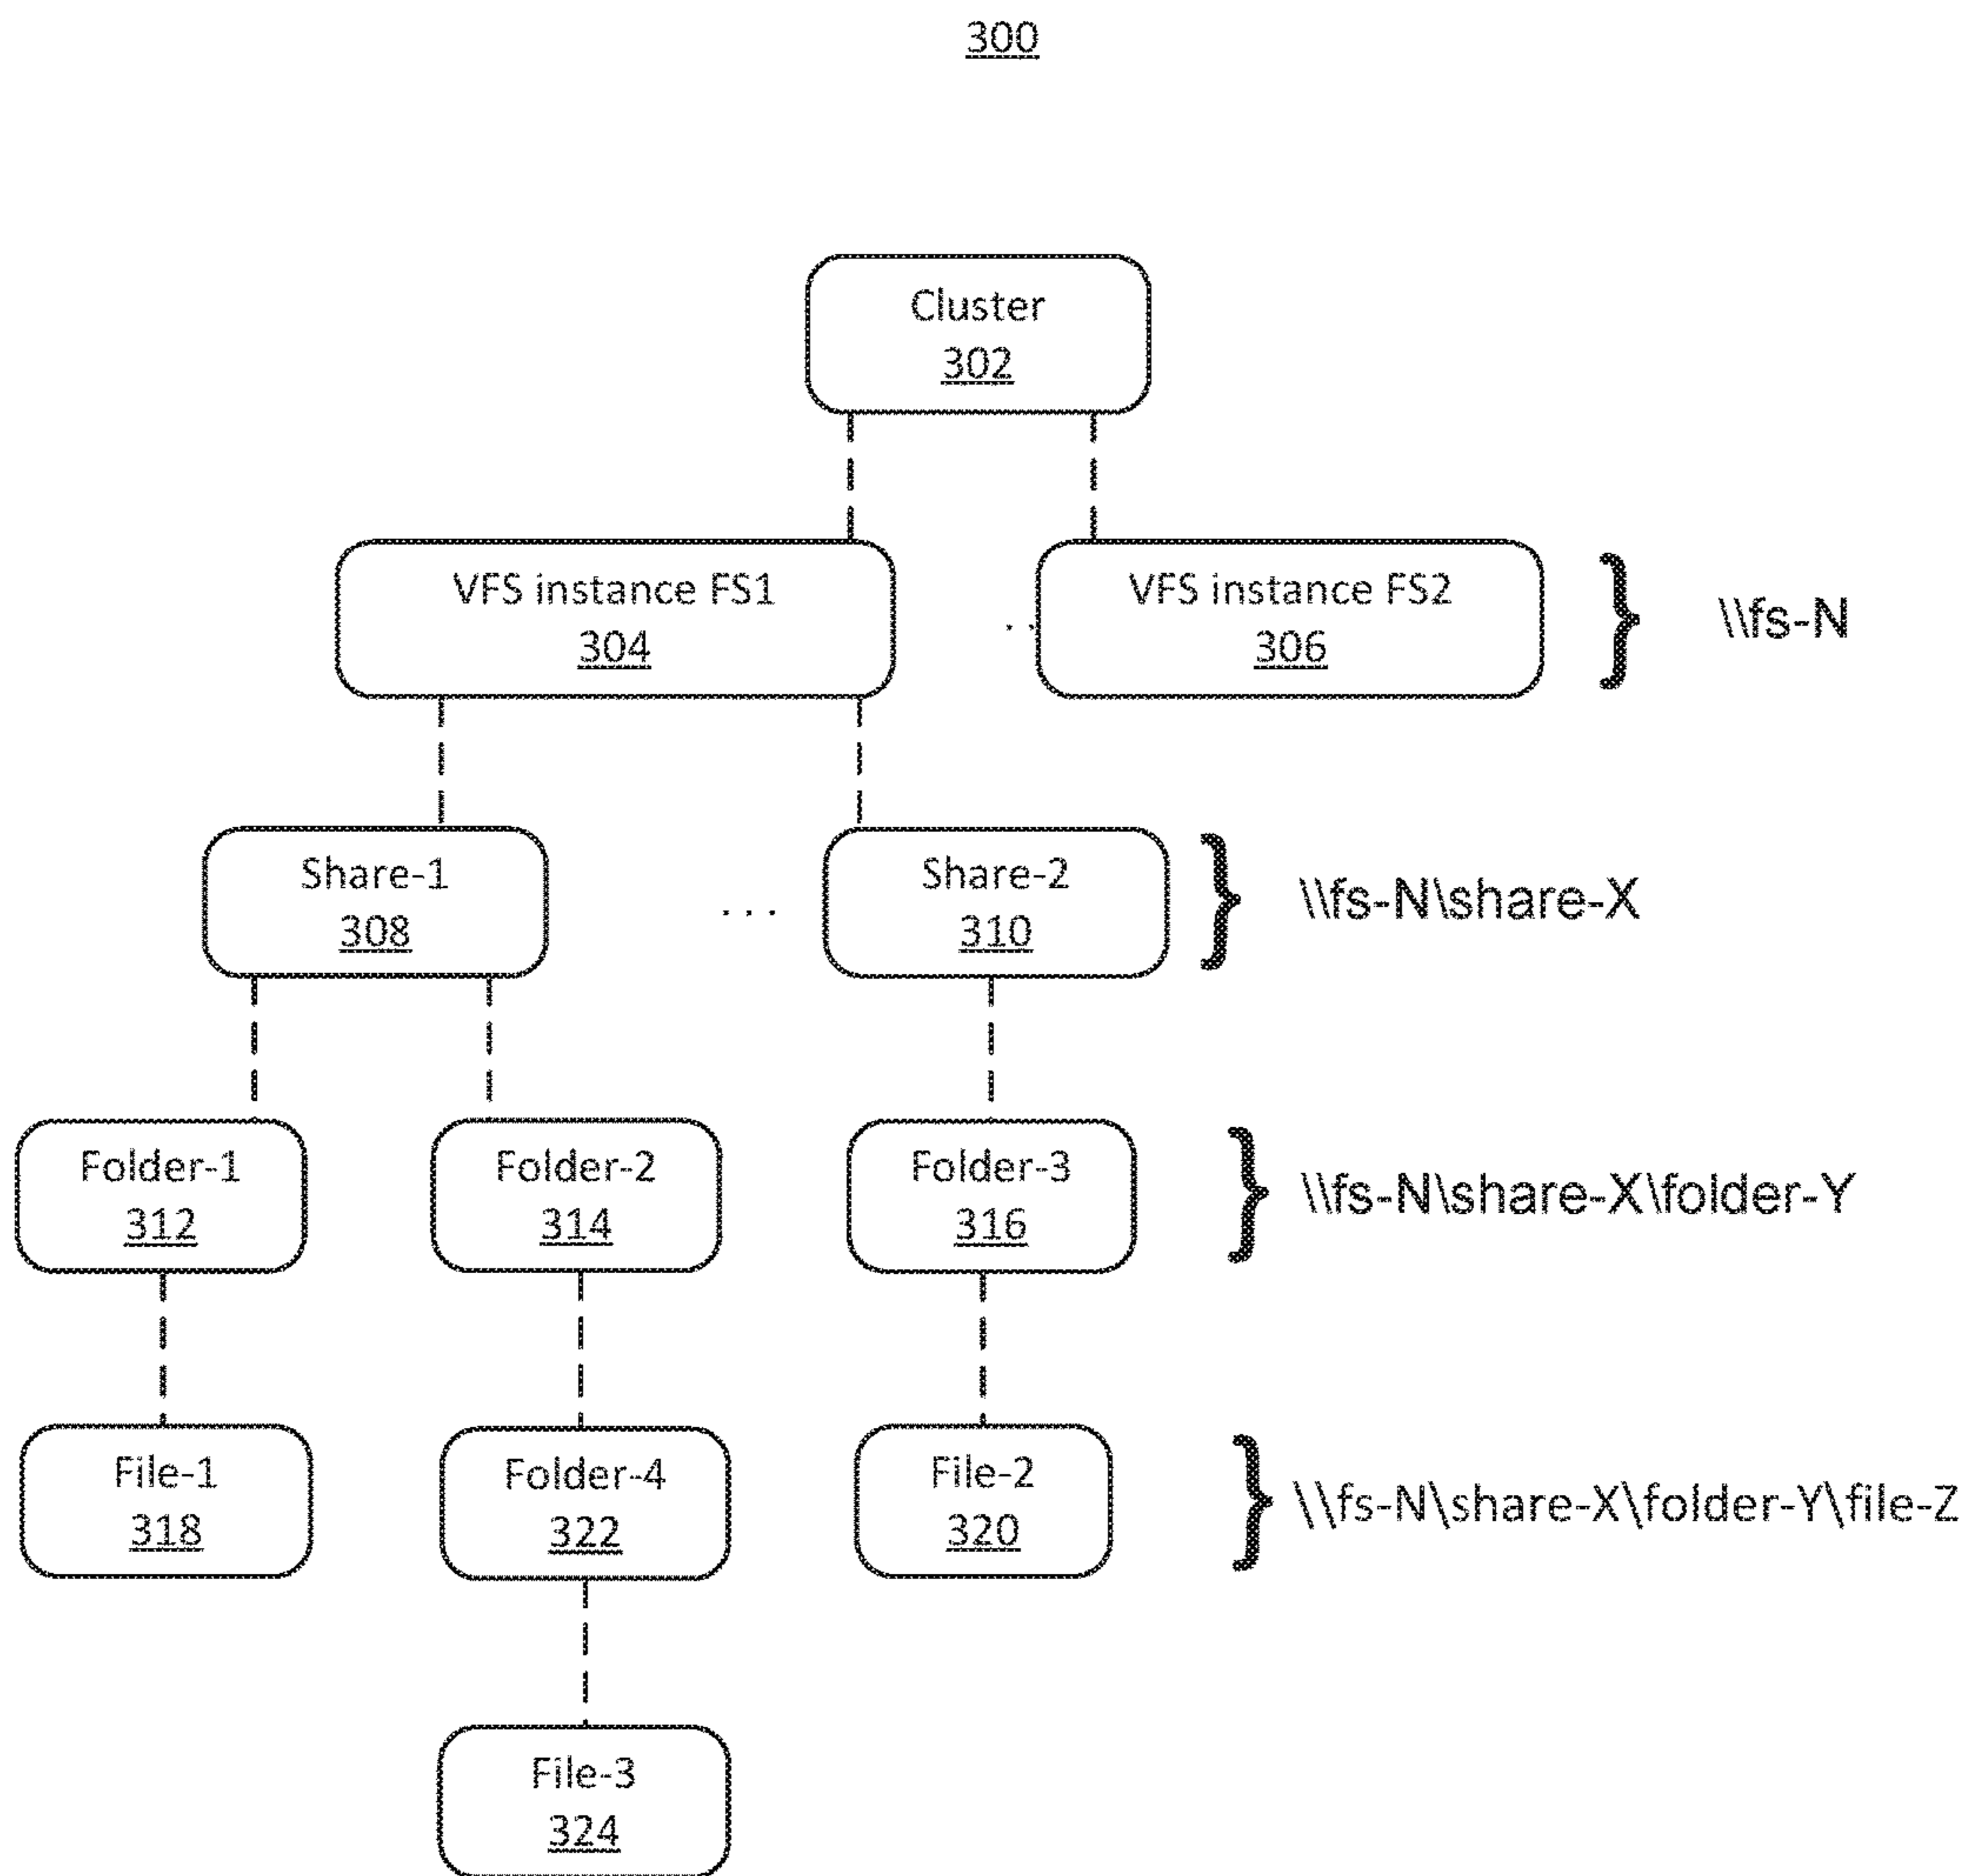 300
Cluster
302
VFS instance FS1
304
. .
VFS instance FS2
306
} \\fs-N
Share-1
308
. . .
Share-2
310
} \\fs-N\share-X
Folder-1
312
Folder-2
314
Folder-3
316
} \\fs-N\share-X\folder-Y
File-1
318
Folder-4
322
File-2
320
} \\fs-N\share-X\folder-Y\file-Z
File-3
324